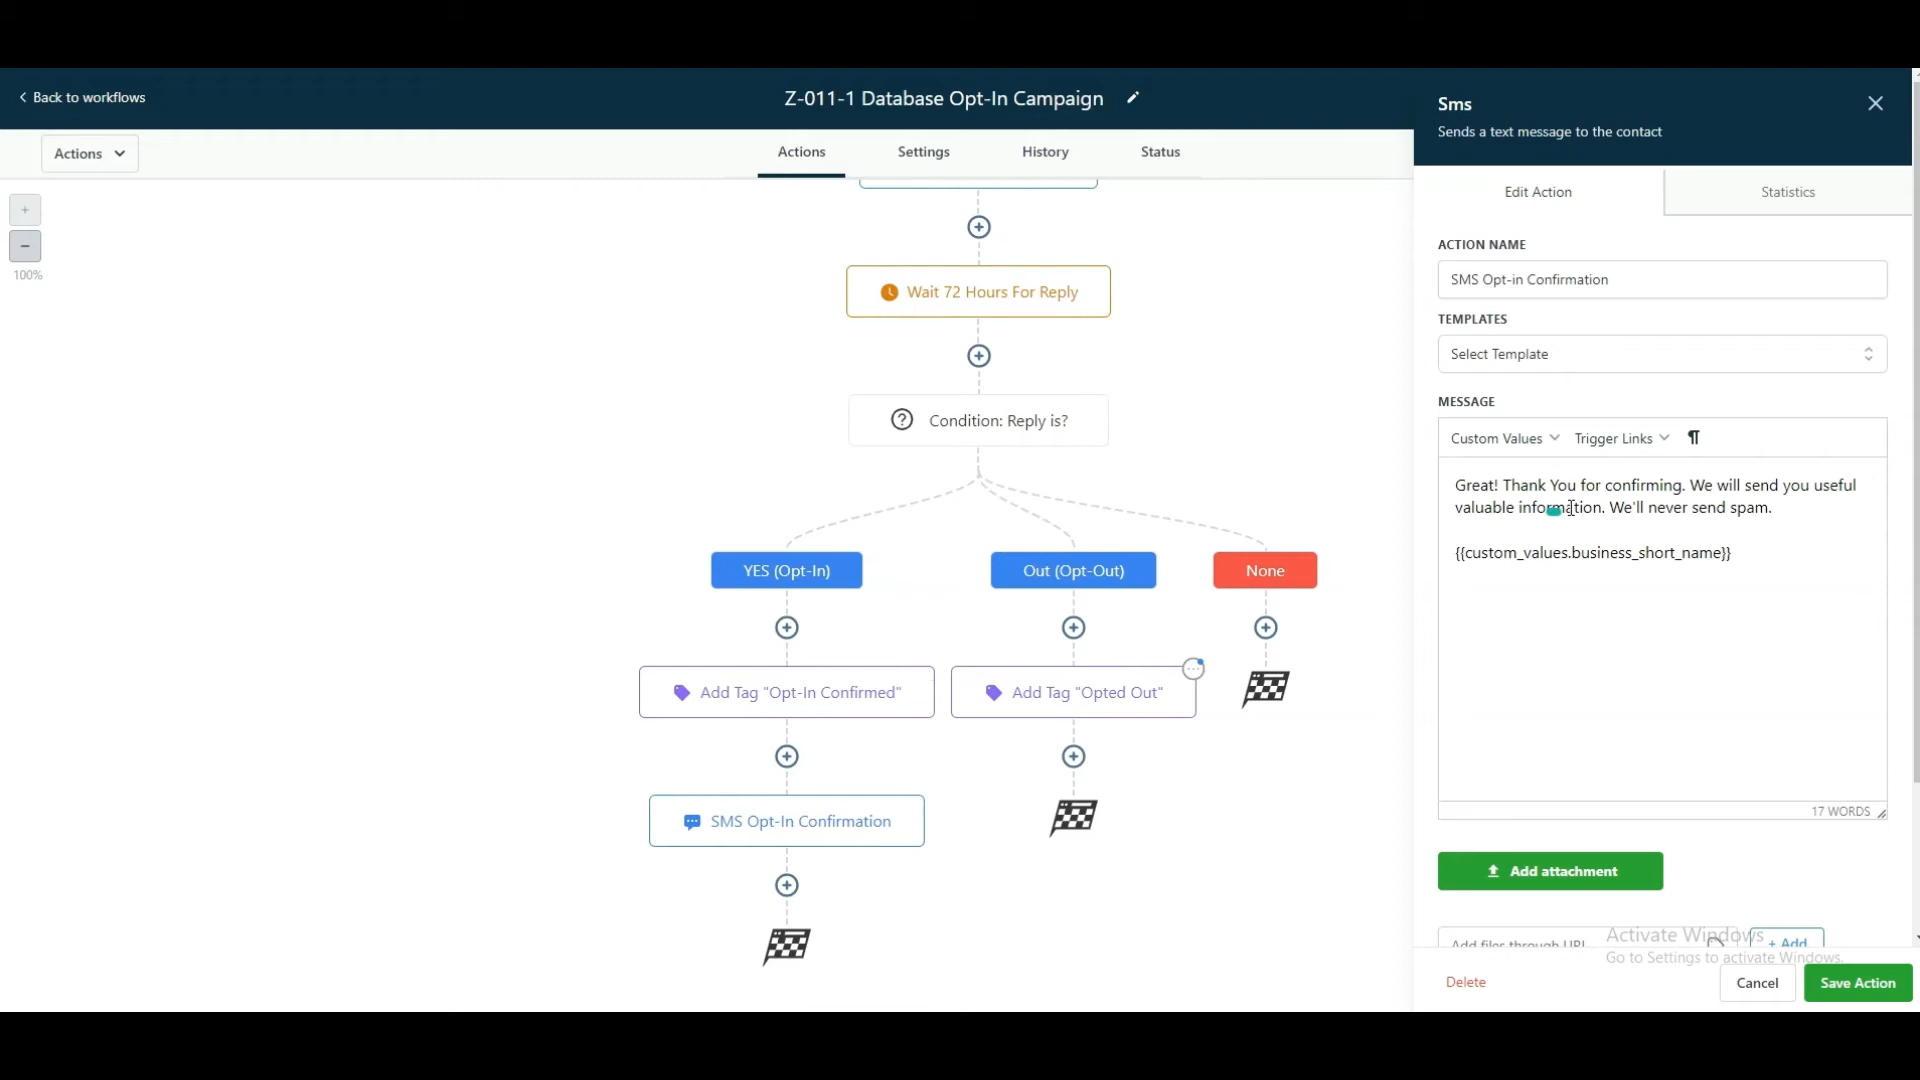 Back to workflows
Z-011-1 Database Opt-In Campaign
Sms
Sends a text message to the contact
Actions
Actions
Settings
History
Status
Edit Action
Statistics
+
−
100%
ACTION NAME
SMS Opt-in Confirmation
TEMPLATES
Select Template
MESSAGE
Custom Values
Trigger Links
¶
Great! Thank You for confirming. We will send you useful
valuable information. We'll never send spam.
{{custom_values.business_short_name}}
17 WORDS
Wait 72 Hours For Reply
Condition: Reply is?
YES (Opt-In)
Out (Opt-Out)
None
Add Tag "Opt-In Confirmed"
Add Tag "Opted Out"
SMS Opt-In Confirmation
Add attachment
Add files through URL
+ Add
Activate Windows
Go to Settings to activate Windows.
Delete
Cancel
Save Action